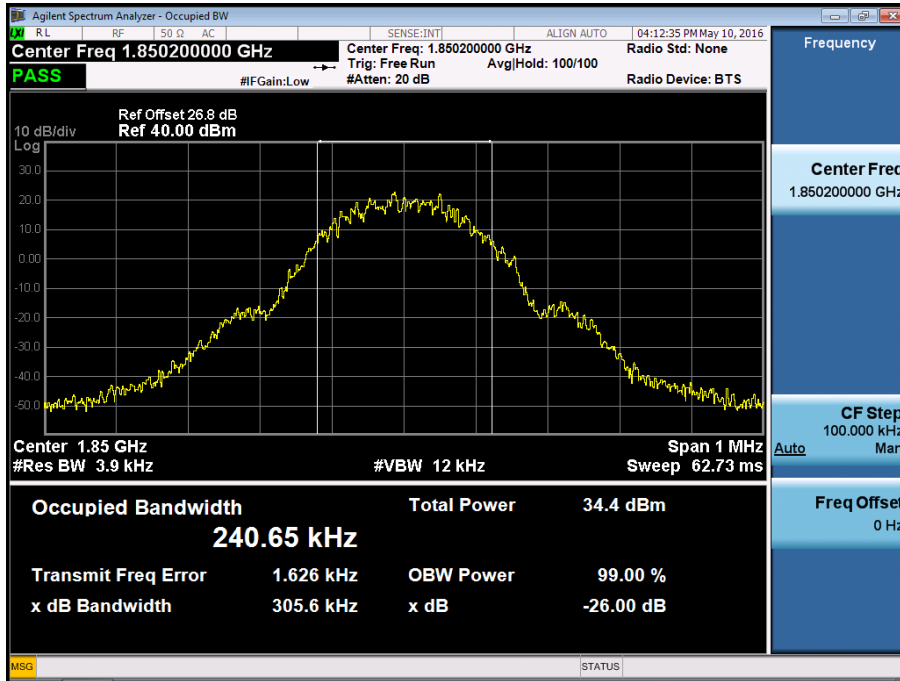 Agilent Spectrum Analyzer - Occupied BW
LXI RL RF 50 Ω AC SENSE:INT ALIGN AUTO 04:12:35 PM May 10, 2016
Center Freq 1.850200000 GHz
Center Freq: 1.850200000 GHz Radio Std: None
Trig: Free Run Avg|Hold: 100/100
PASS
#IFGain:Low #Atten: 20 dB Radio Device: BTS
Ref Offset 26.8 dB
10 dB/div Ref 40.00 dBm
Log
30.0
20.0
10.0
0.00
-10.0
-20.0
-30.0
-40.0
-50.0
Center 1.85 GHz Span 1 MHz
#Res BW 3.9 kHz #VBW 12 kHz Sweep 62.73 ms
Occupied Bandwidth Total Power 34.4 dBm
240.65 kHz
Transmit Freq Error 1.626 kHz OBW Power 99.00 %
x dB Bandwidth 305.6 kHz x dB -26.00 dB
MSG STATUS
Frequency
Center Freq
1.850200000 GHz
CF Step
100.000 kHz
Auto Man
Freq Offset
0 Hz